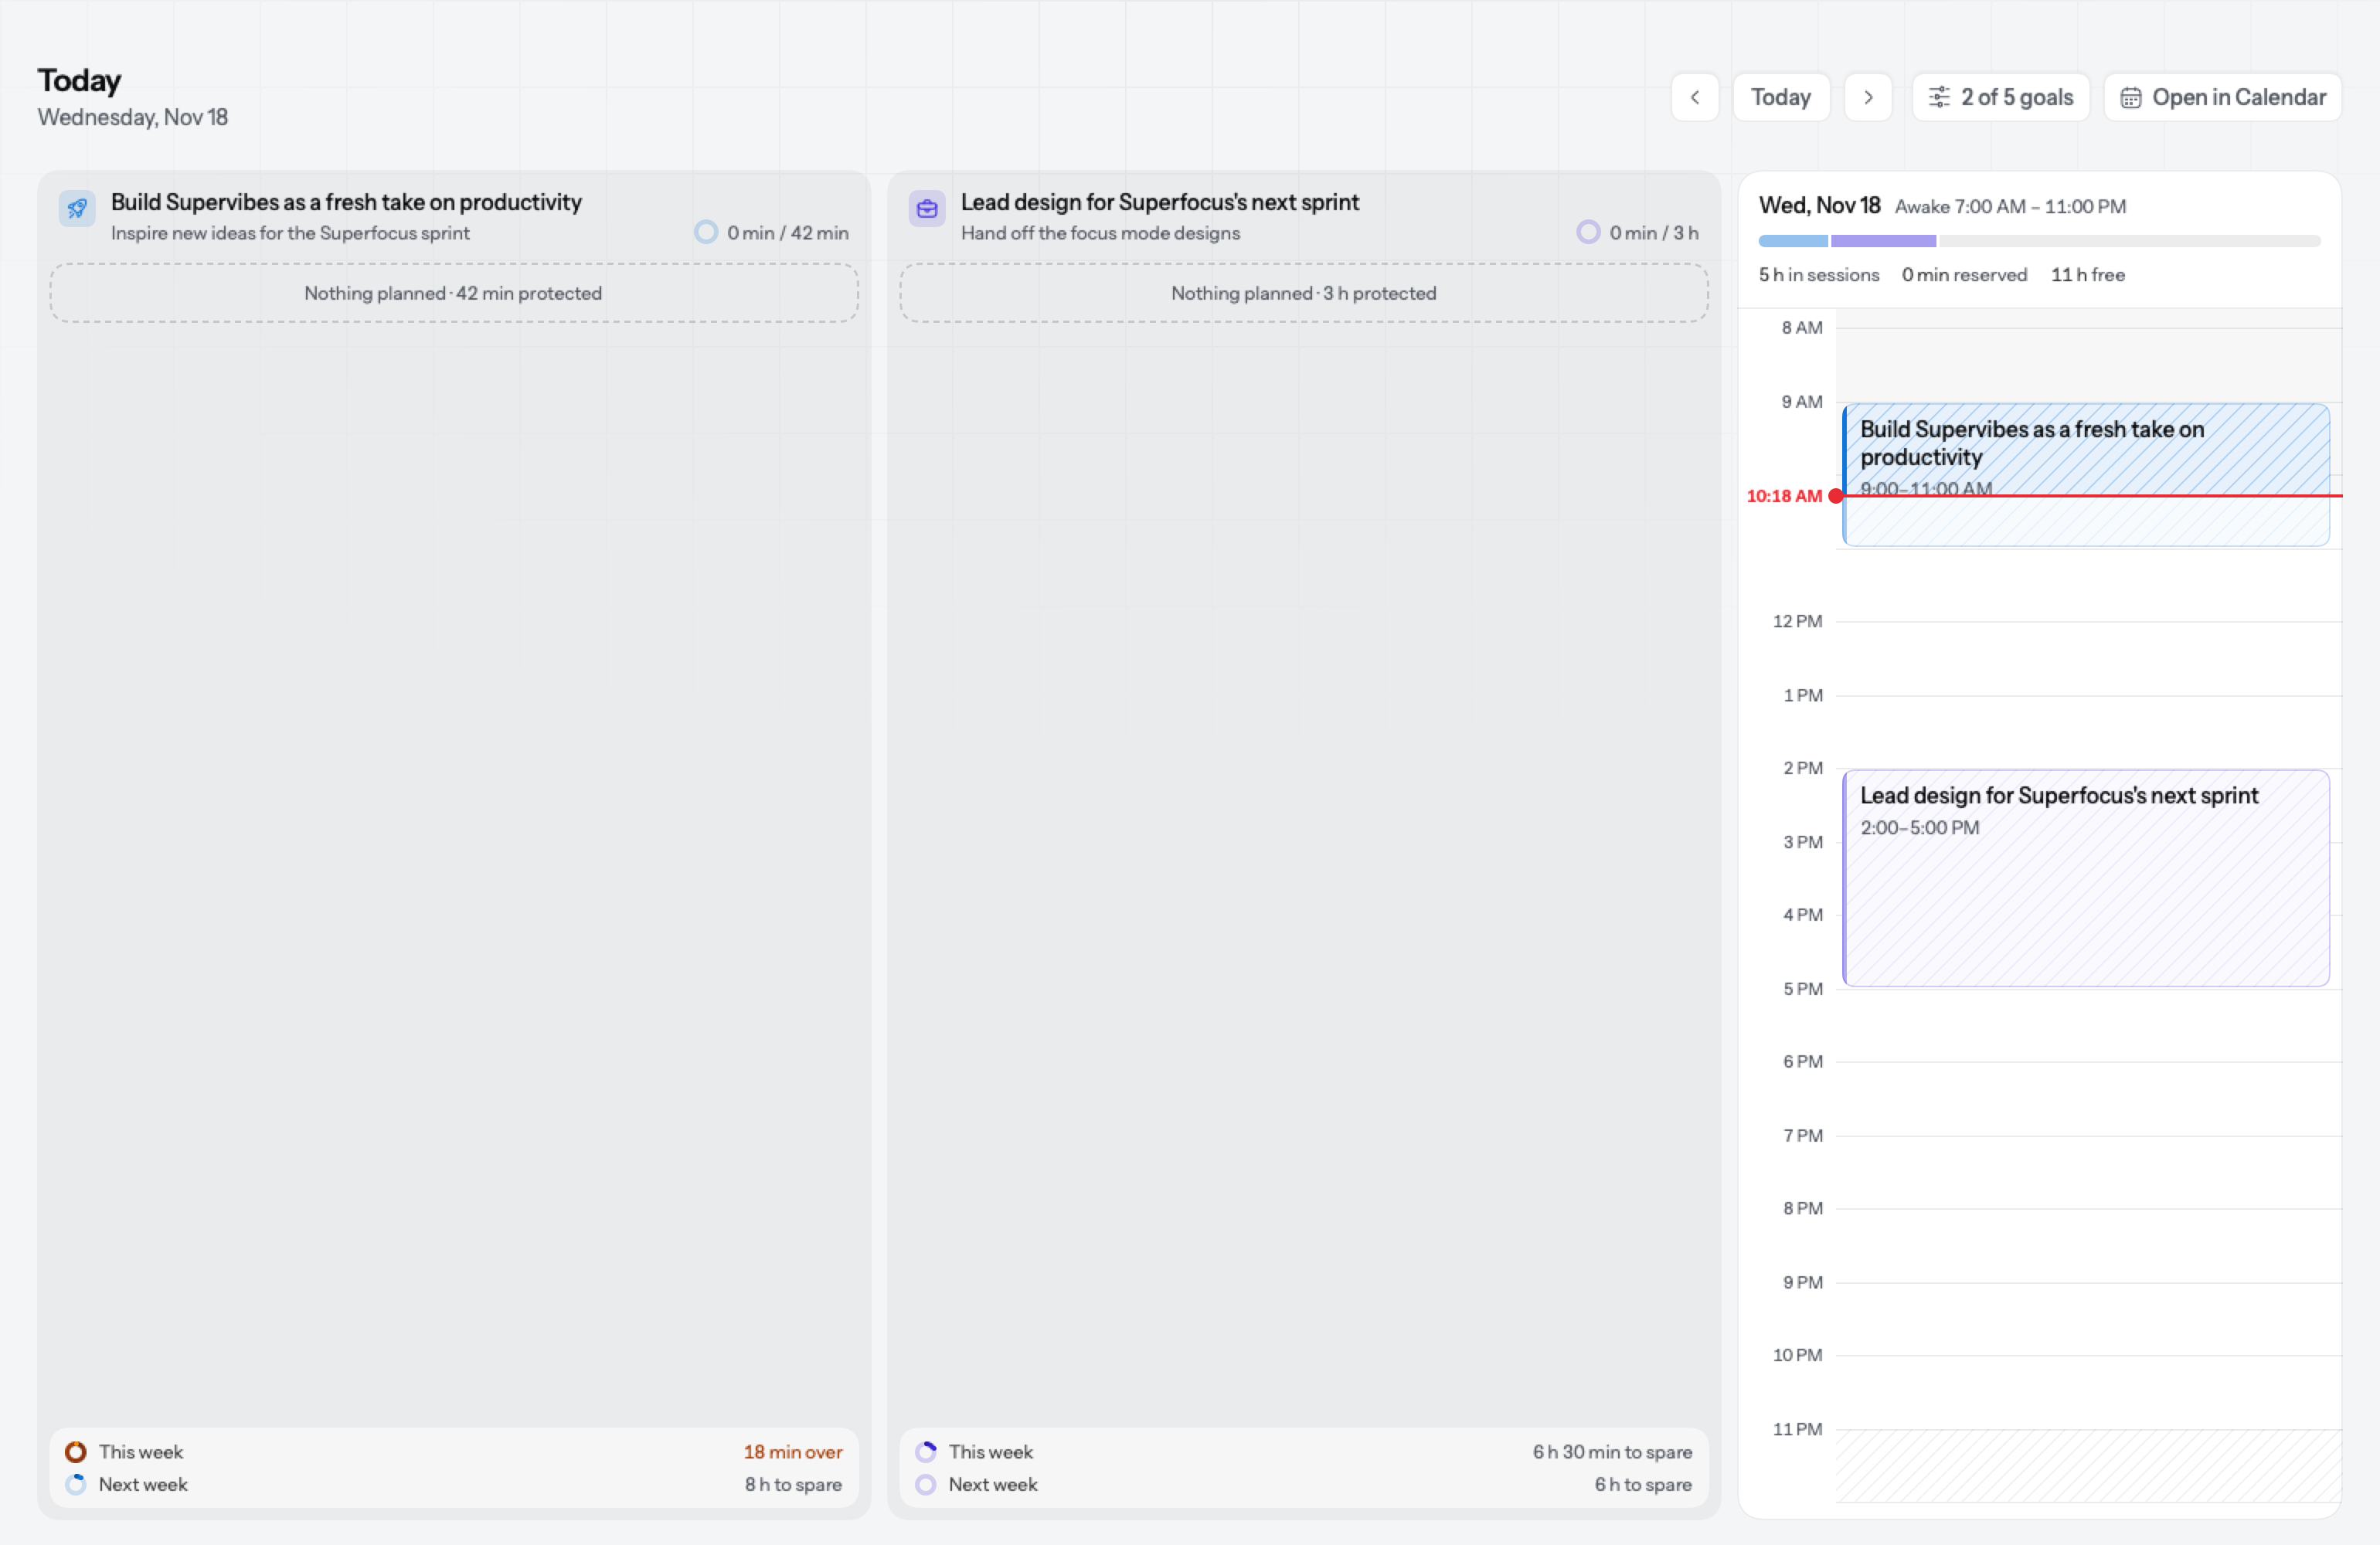 Today
Wednesday, Nov 18
Today
2 of 5 goals
Open in Calendar
Build Supervibes as a fresh take on productivity
Inspire new ideas for the Superfocus sprint
0 min / 42 min
Nothing planned · 42 min protected
This week
18 min over
Next week
8 h to spare
Lead design for Superfocus's next sprint
Hand off the focus mode designs
0 min / 3 h
Nothing planned · 3 h protected
This week
6 h 30 min to spare
Next week
6 h to spare
Wed, Nov 18 Awake 7:00 AM – 11:00 PM
5 h in sessions 0 min reserved 11 h free
8 AM
9 AM
Build Supervibes as a fresh take on
productivity
9:00–11:00 AM
10:18 AM
12 PM
1 PM
2 PM
Lead design for Superfocus's next sprint
2:00–5:00 PM
3 PM
4 PM
5 PM
6 PM
7 PM
8 PM
9 PM
10 PM
11 PM